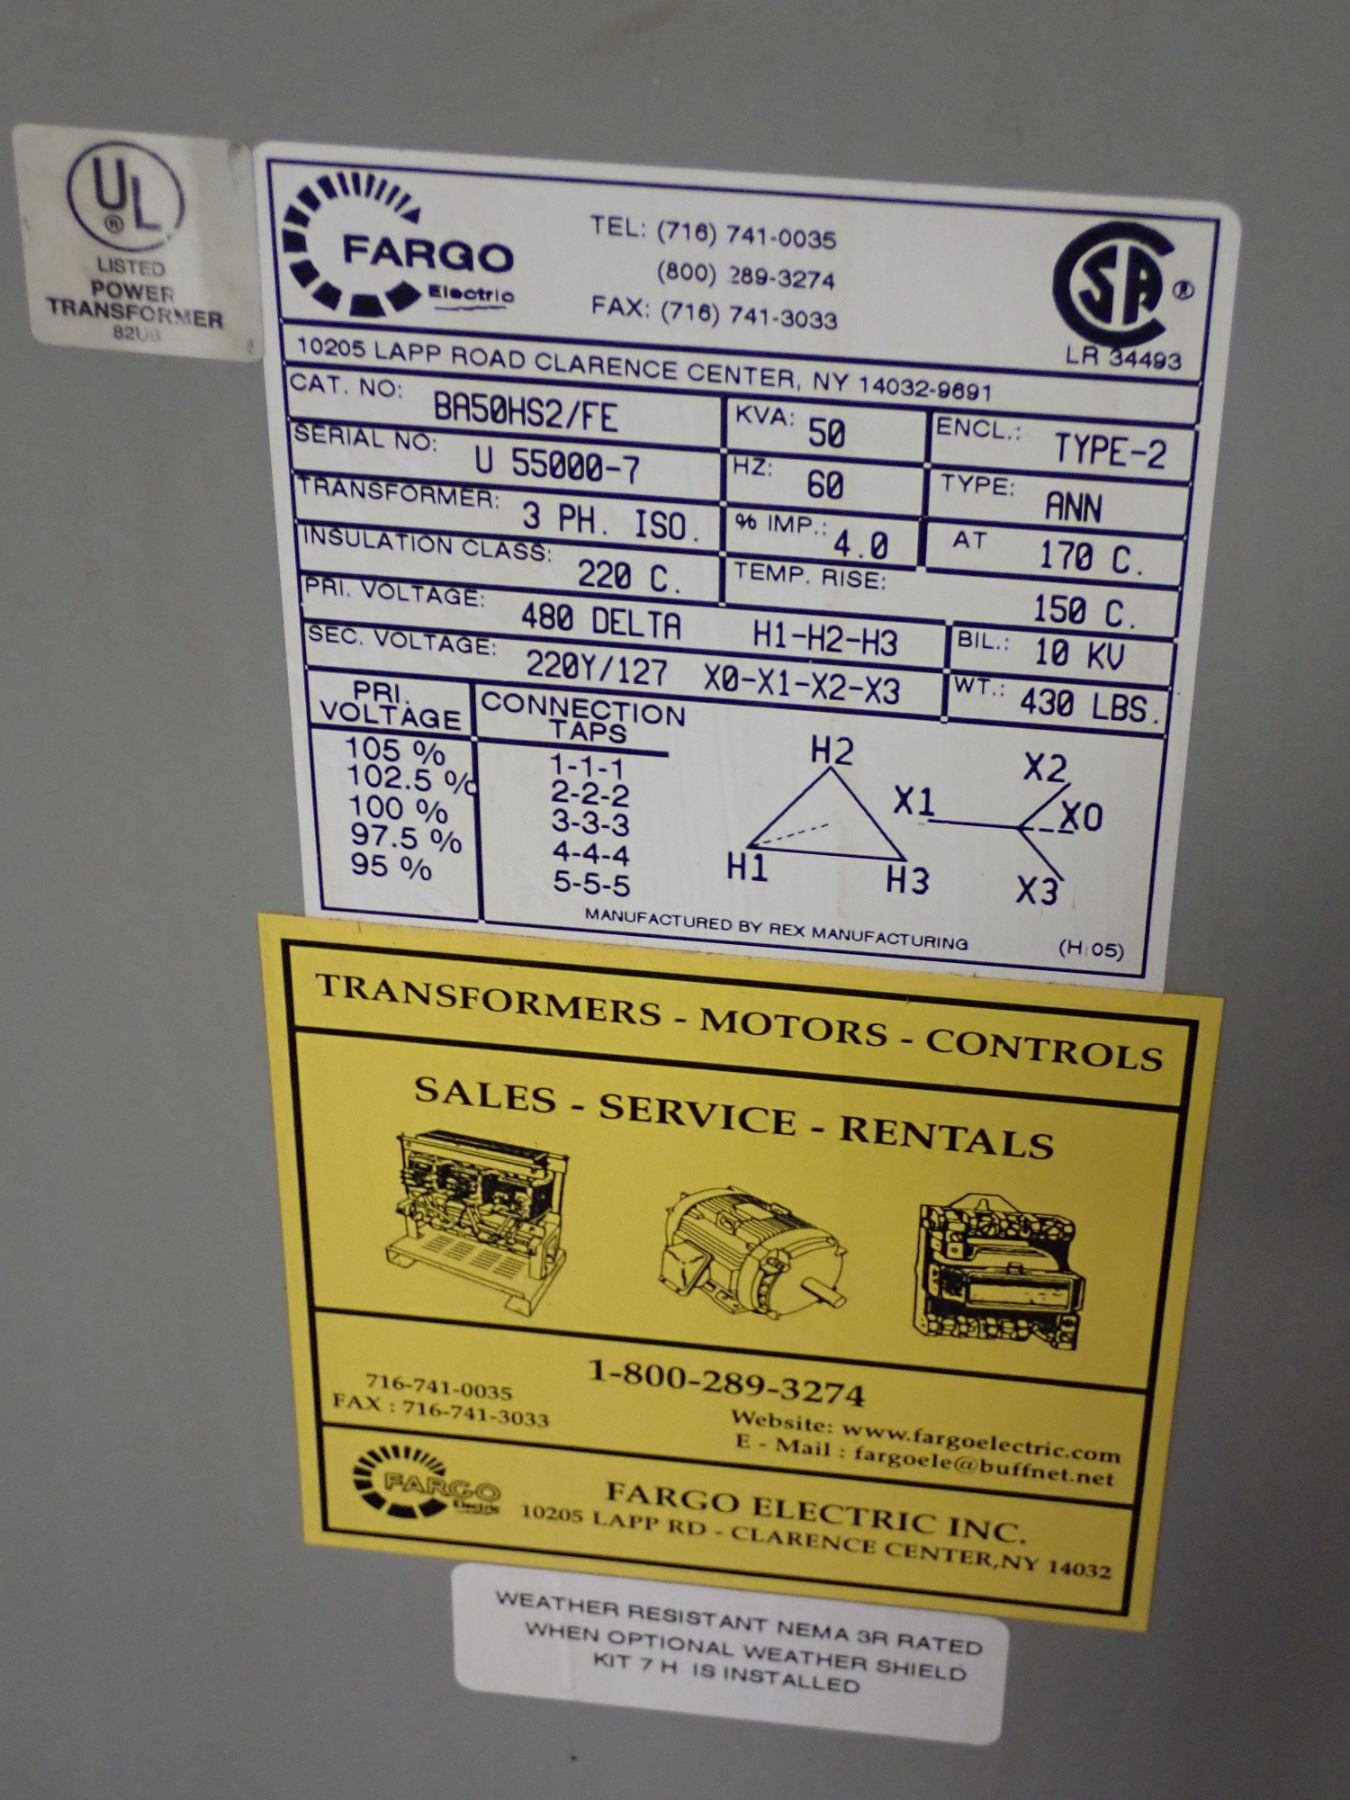 UL
®
LISTED
POWER
TRANSFORMER
FARGO
Electric
TEL: (716) 741-0035
(800) 289-3274
FAX: (716) 741-3033
SA ®
LR 34493
10205 LAPP ROAD CLARENCE CENTER, NY 14032-9691
CAT. NO: BA50HS2/FE KVA: 50 ENCL.: TYPE-2
SERIAL NO: U 55000-7 HZ: 60 TYPE: ANN
TRANSFORMER: 3 PH. ISO. % IMP.: 4.0 AT 170 C.
INSULATION CLASS: 220 C. TEMP. RISE: 150 C.
PRI. VOLTAGE: 480 DELTA H1-H2-H3 BIL.: 10 KV
SEC. VOLTAGE: 220Y/127 X0-X1-X2-X3 WT.: 430 LBS.
PRI. VOLTAGE CONNECTION TAPS
105 % 1-1-1
102.5 % 2-2-2
100 % 3-3-3
97.5 % 4-4-4
95 % 5-5-5
H2
H1
H3
X2
X1
X0
X3
MANUFACTURED BY REX MANUFACTURING (H 05)
TRANSFORMERS - MOTORS - CONTROLS
SALES - SERVICE - RENTALS
1-800-289-3274
716-741-0035
FAX : 716-741-3033
Website: www.fargoelectric.com
E - Mail : fargoele@buffnet.net
FARGO
Electric
FARGO ELECTRIC INC.
10205 LAPP RD - CLARENCE CENTER,NY 14032
WEATHER RESISTANT NEMA 3R RATED
WHEN OPTIONAL WEATHER SHIELD
KIT 7 H IS INSTALLED